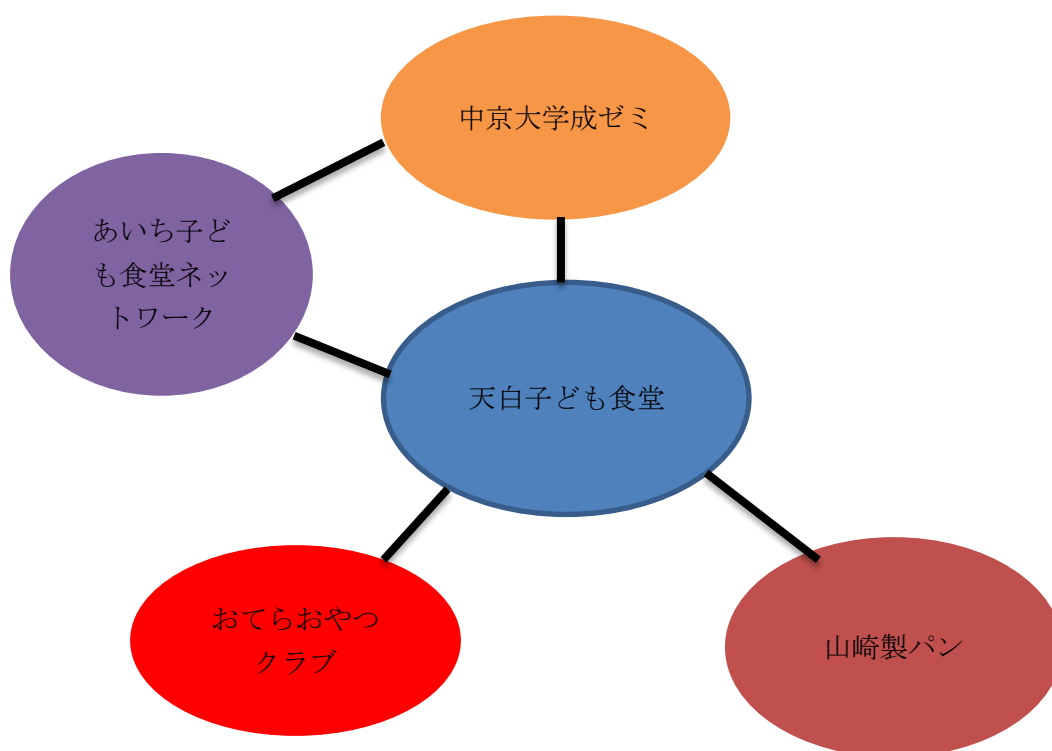 中京大学成ゼミ
あいち子ど
も食堂ネッ
トワーク
天白子ども食堂
おてらおやつ
クラブ
山崎製パン